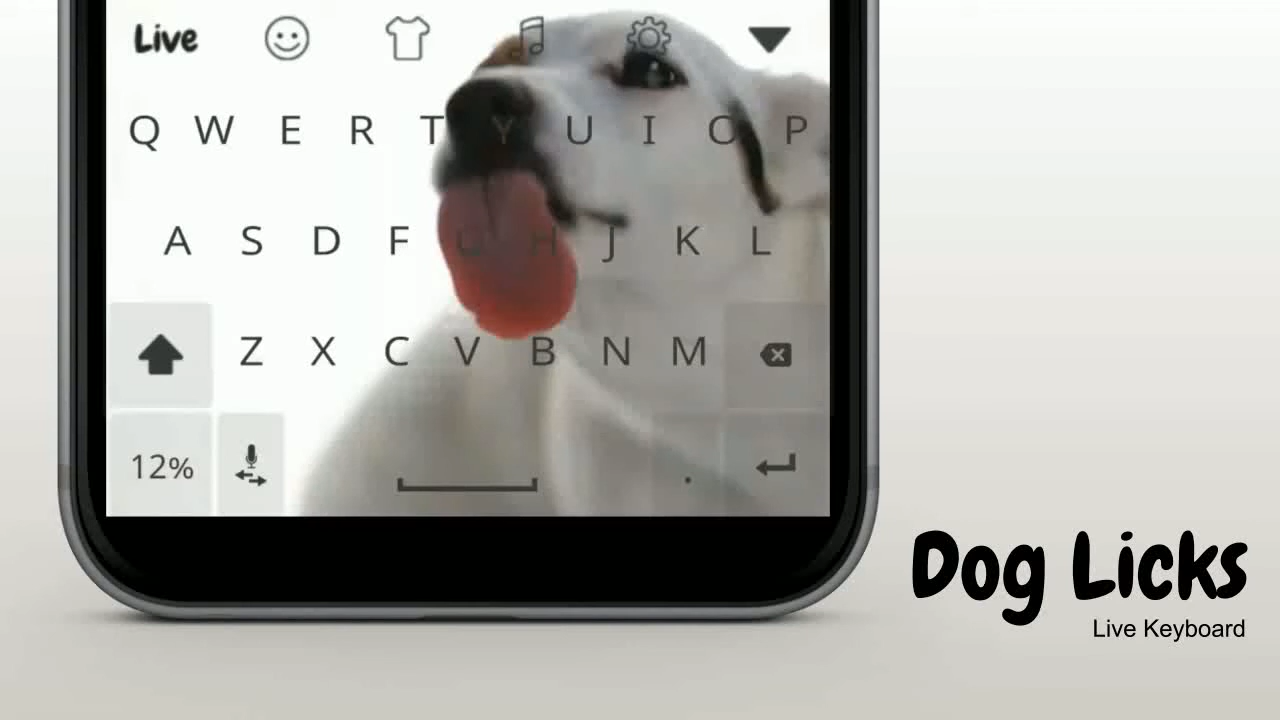 Live
Q W E R T Y U I O P
A S D F G H J K L
Z X C V B N M
12% .
Dog Licks
Live Keyboard